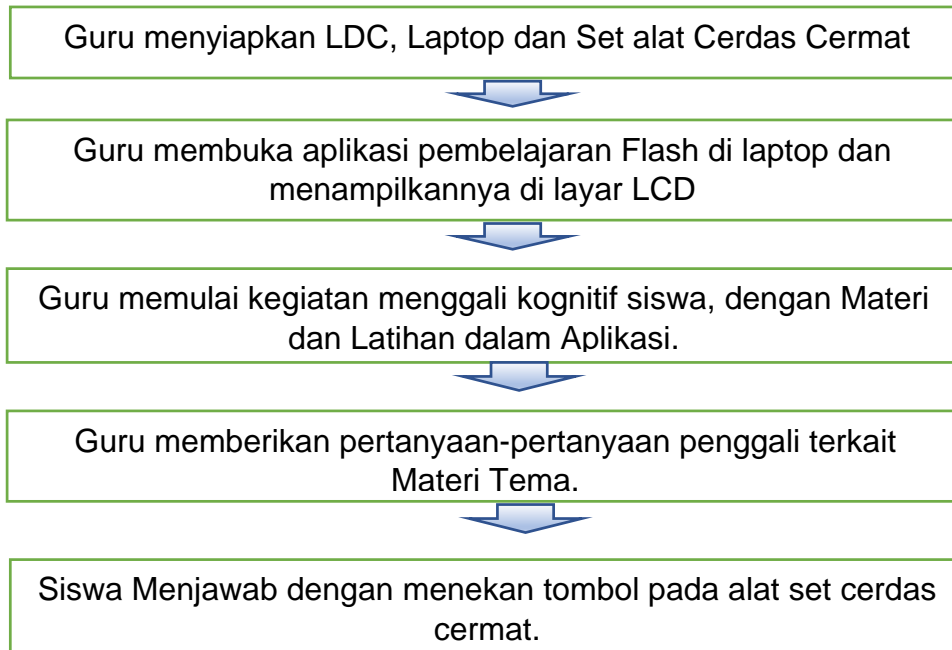 Guru menyiapkan LDC, Laptop dan Set alat Cerdas Cermat
Guru membuka aplikasi pembelajaran Flash di laptop dan
menampilkannya di layar LCD
Guru memulai kegiatan menggali kognitif siswa, dengan Materi
dan Latihan dalam Aplikasi.
Guru memberikan pertanyaan-pertanyaan penggali terkait
Materi Tema.
Siswa Menjawab dengan menekan tombol pada alat set cerdas
cermat.